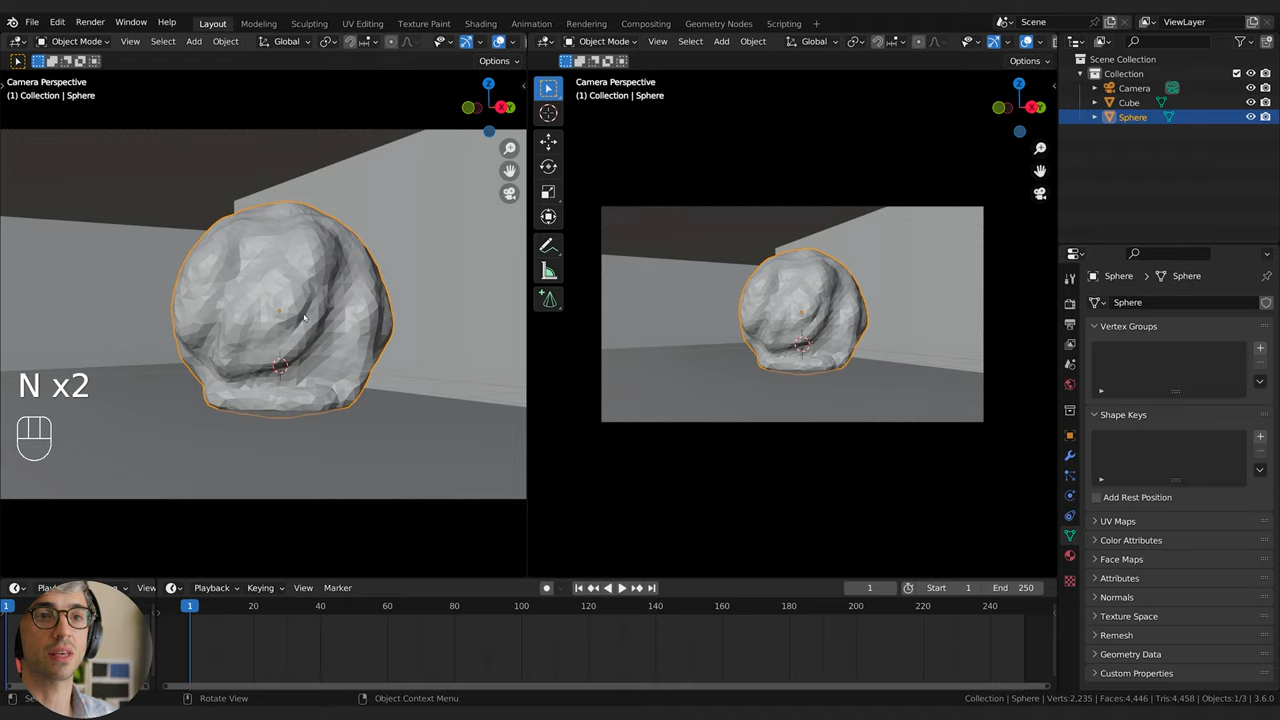 File Edit Render Window Help
Layout Modeling Sculpting UV Editing Texture Paint Shading Animation Rendering Compositing Geometry Nodes Scripting +
Scene
ViewLayer
Object Mode View Select Add Object Global
Object Mode View Select Add Object Global
Options
Options
Camera Perspective
(1) Collection | Sphere
Z
X
Y
Camera Perspective
(1) Collection | Sphere
Z
X
Y
N x2
Scene Collection
Collection
Camera
Cube
Sphere
Sphere
Sphere
Sphere
Vertex Groups
Shape Keys
Add Rest Position
UV Maps
Color Attributes
Face Maps
Attributes
Normals
Texture Space
Remesh
Geometry Data
Custom Properties
View
Playback Keying View Marker
1
Start 1
End 250
1
1 20 40 60 80 100 120 140 160 180 200 220 240
Rotate View
Object Context Menu
Collection | Sphere | Verts:2,235 | Faces:4,446 | Tris:4,458 | Objects:1/3 | 3.6.0